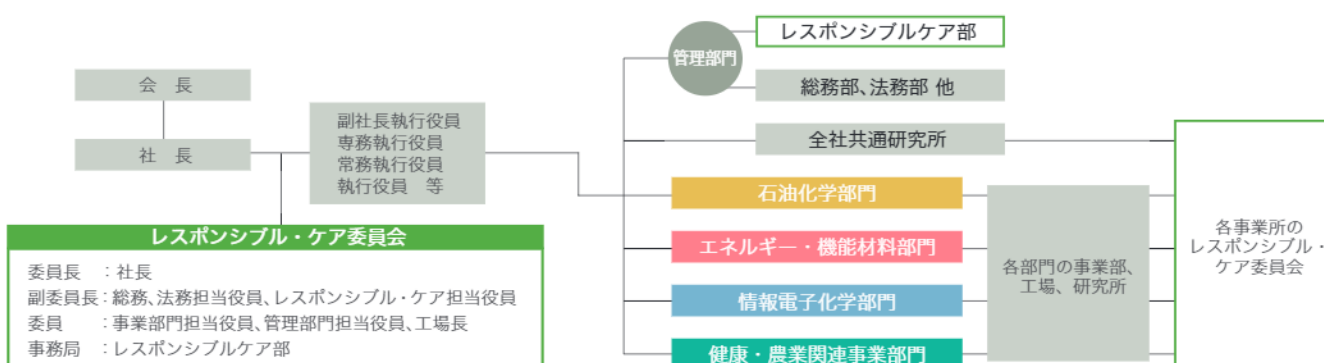 会 長
社 長
副社長執行役員
専務執行役員
常務執行役員
執行役員 等
レスポンシブル・ケア委員会
委員長 :社長
副委員長:総務、法務担当役員、レスポンシブル・ケア担当役員
委員 :事業部門担当役員、管理部門担当役員、工場長
事務局 :レスポンシブルケア部
管理部門
レスポンシブルケア部
総務部、法務部 他
全社共通研究所
石油化学部門
エネルギー・機能材料部門
情報電子化学部門
健康・農業関連事業部門
各部門の事業部、
工場、研究所
各事業所の
レスポンシブル・
ケア委員会